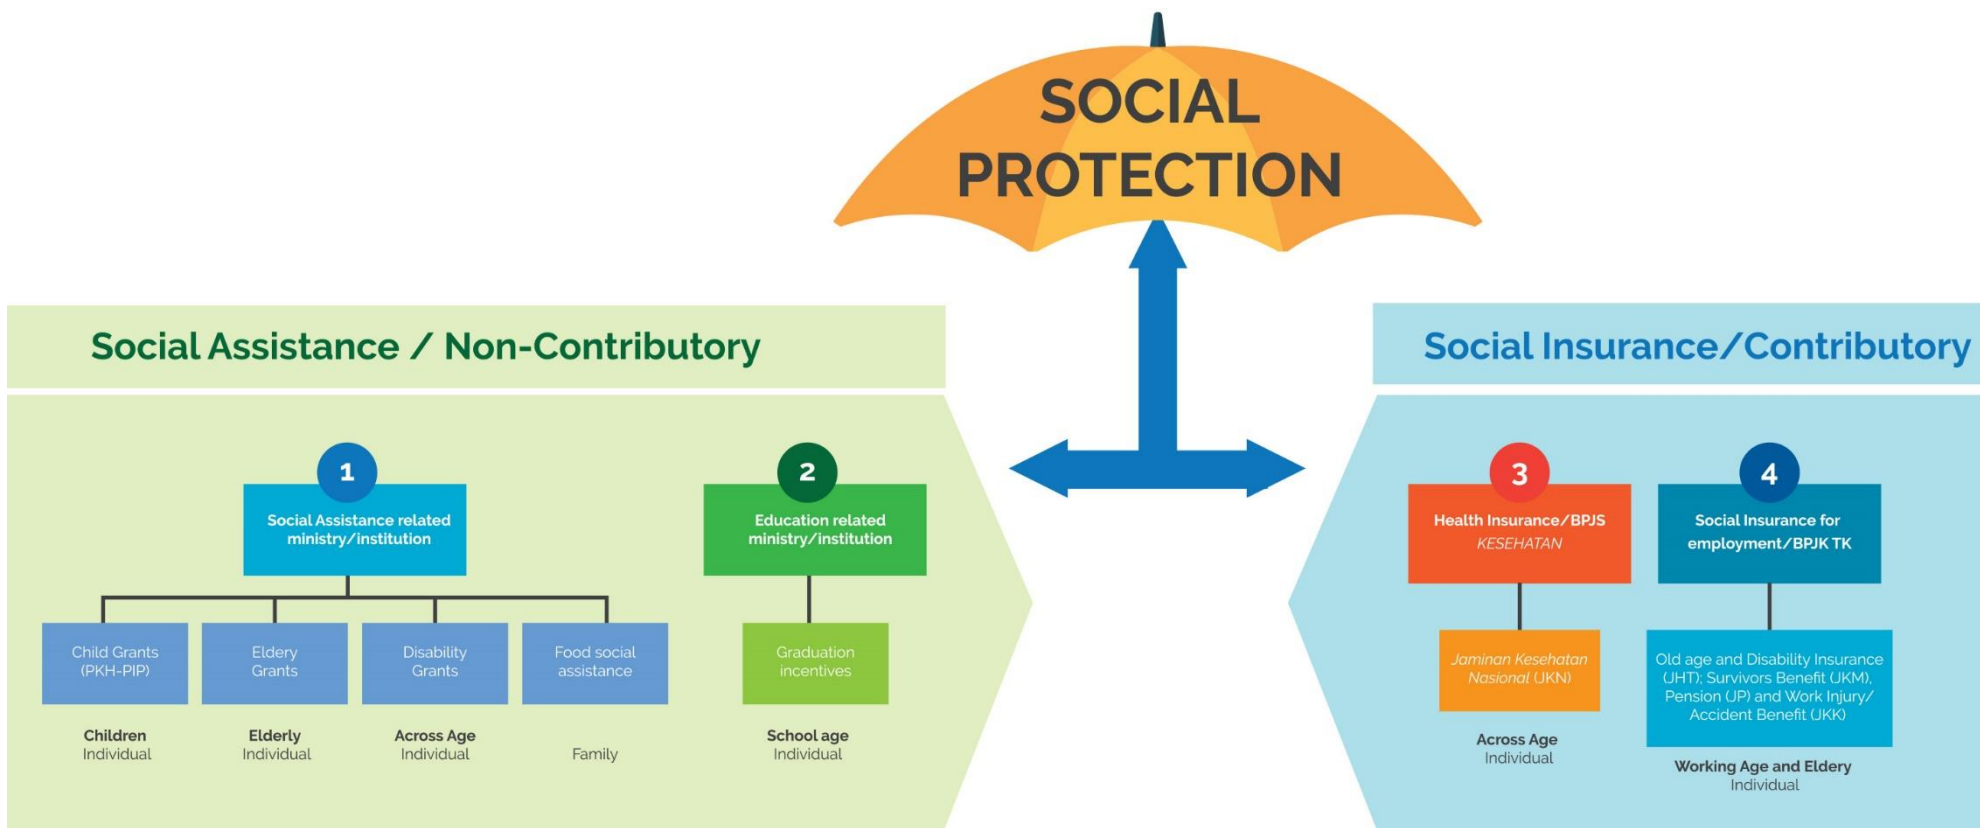 SOCIAL
PROTECTION
Social Assistance / Non-Contributory
1
Social Assistance related
ministry/institution
Child Grants
(PKH-PIP)
Children
Individual
Eldery
Grants
Elderly
Individual
Disability
Grants
Across Age
Individual
Food social
assistance
Family
2
Education related
ministry/institution
Graduation
incentives
School age
Individual
Social Insurance/Contributory
3
Health Insurance/BPJS
KESEHATAN
Jaminan Kesehatan
Nasional (JKN)
Across Age
Individual
4
Social Insurance for
employment/BPJK TK
Old age and Disability Insurance
(JHT); Survivors Benefit (JKM),
Pension (JP) and Work Injury/
Accident Benefit (JKK)
Working Age and Eldery
Individual